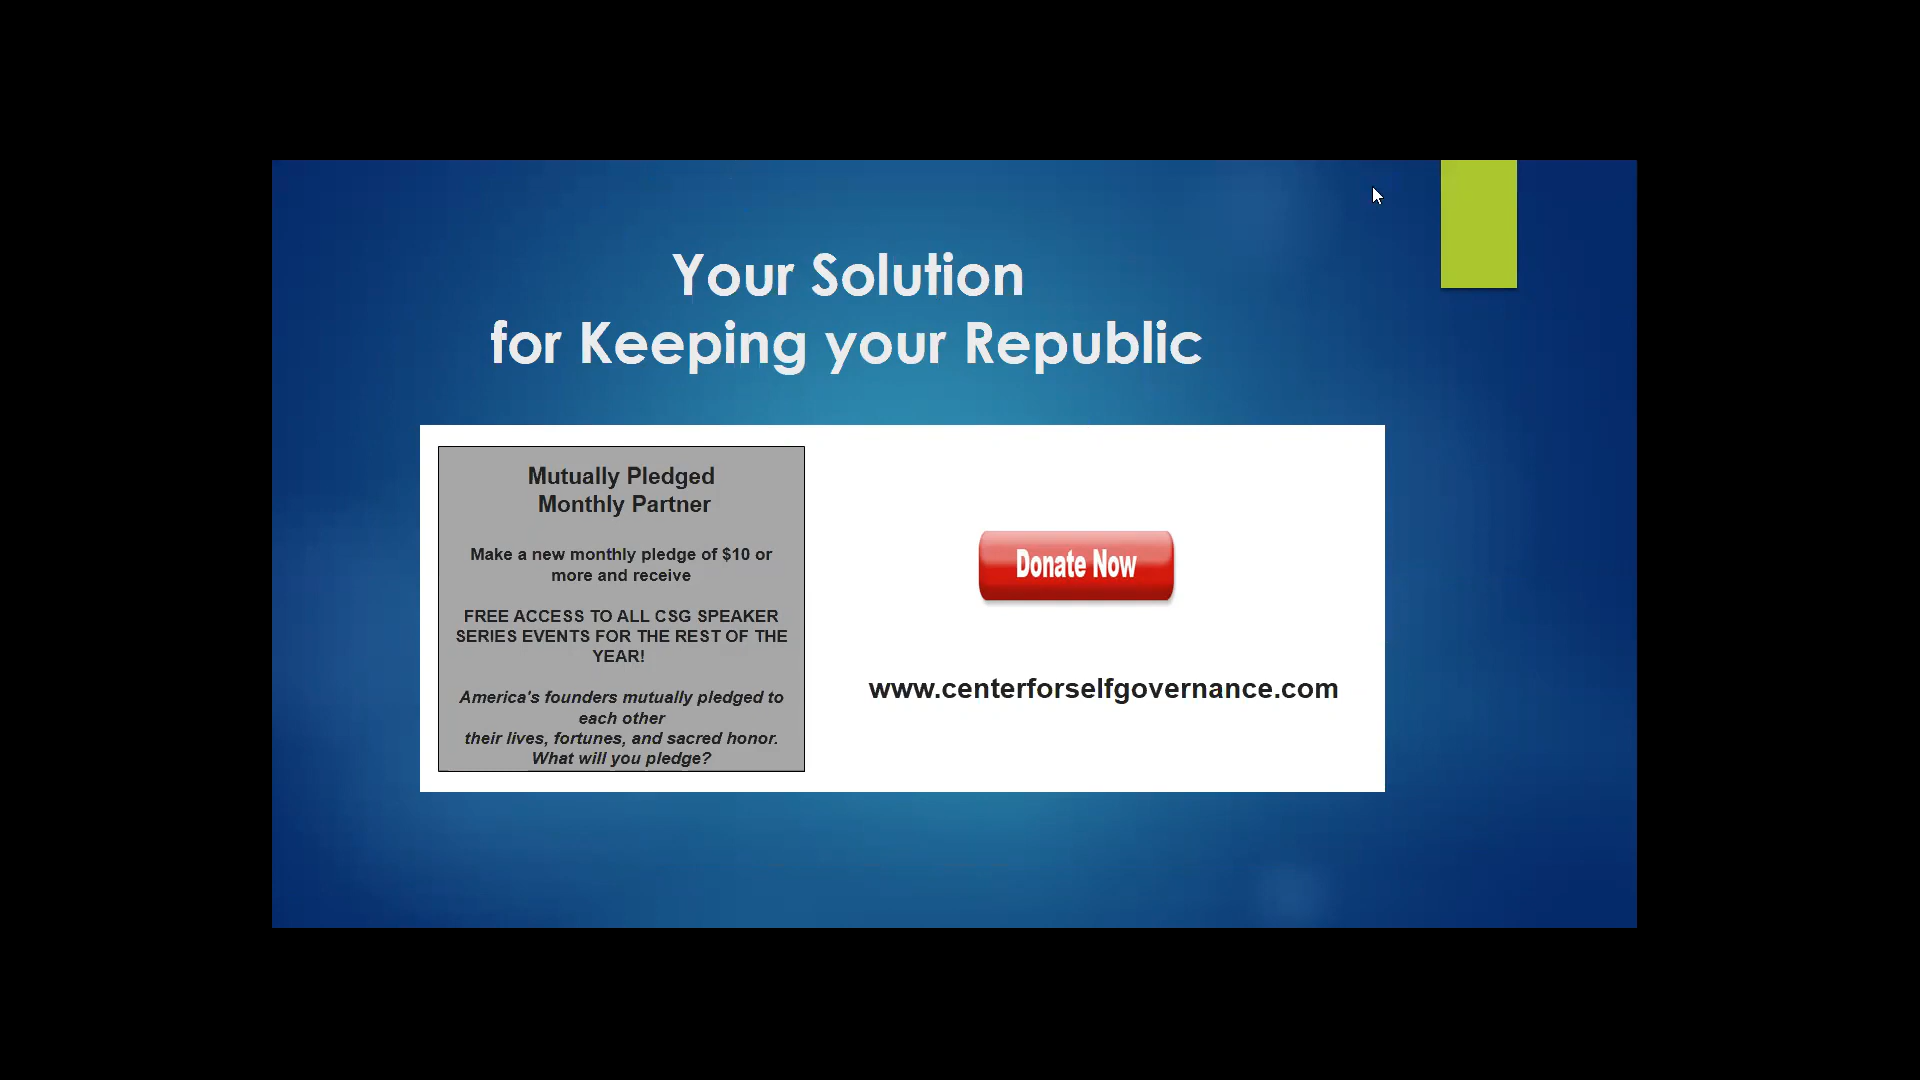 Your Solution
for Keeping your Republic
Mutually Pledged
Monthly Partner
Make a new monthly pledge of $10 or
more and receive
FREE ACCESS TO ALL CSG SPEAKER
SERIES EVENTS FOR THE REST OF THE
YEAR!
America's founders mutually pledged to
each other
their lives, fortunes, and sacred honor.
What will you pledge?
Donate Now
www.centerforselfgovernance.com